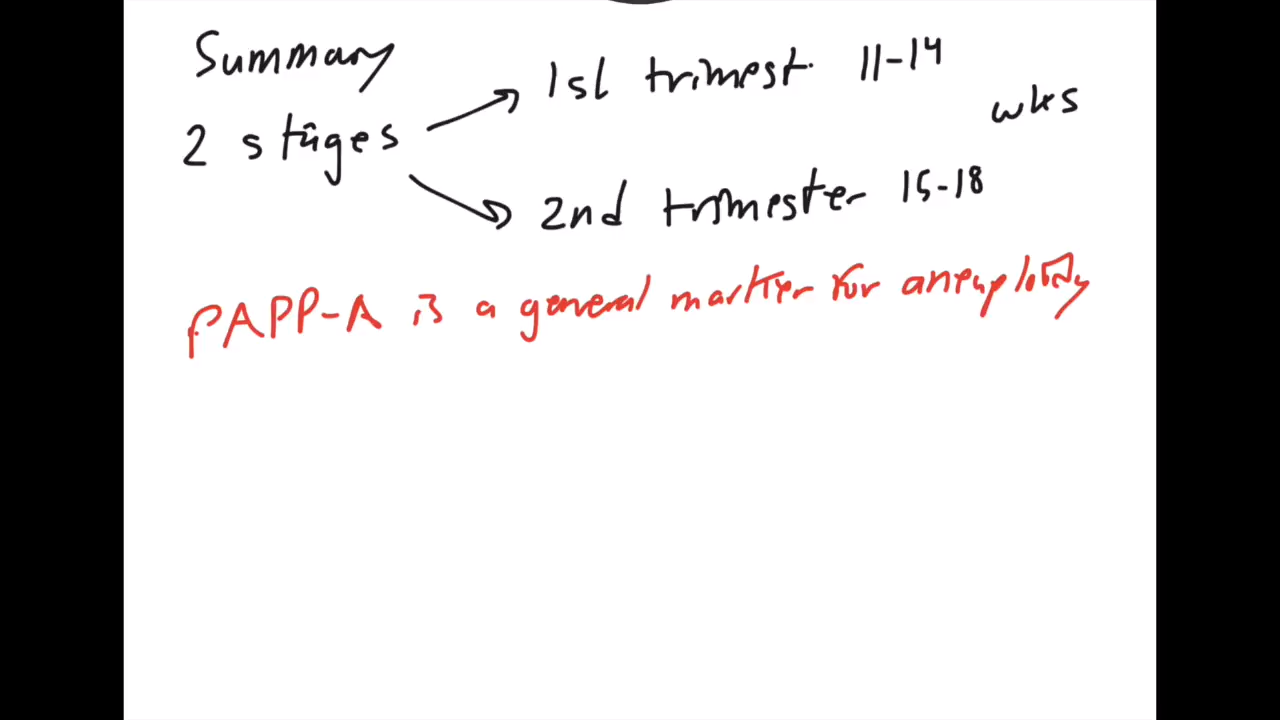 Summary
2 stages
1st trimest. 11-14
wks
2nd trimester 15-18
PAPP-A is a general marker for aneuploidy